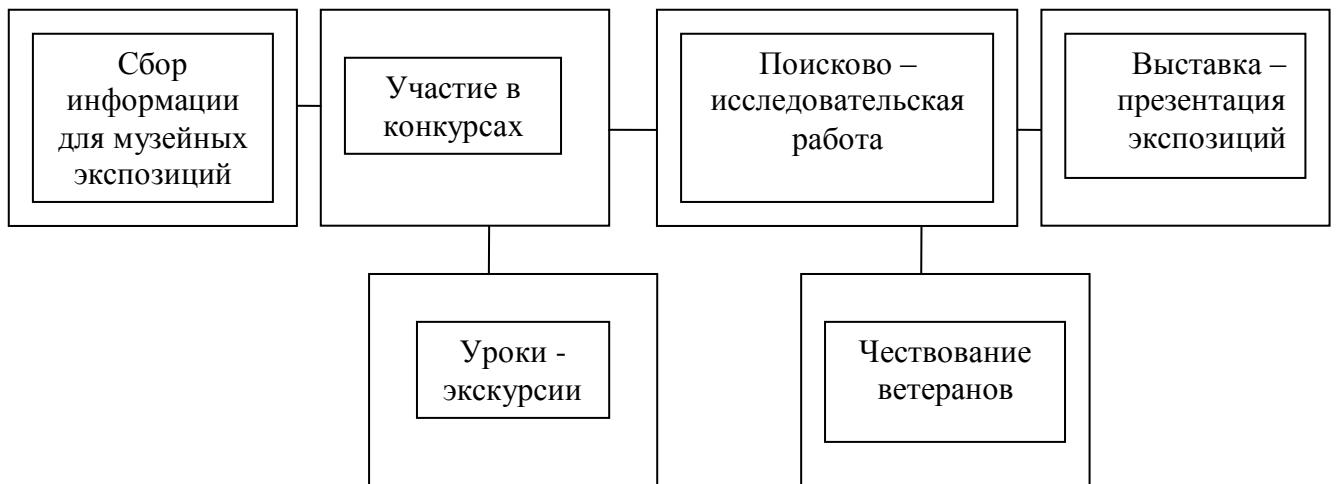 Сбор
информации
для музейных
экспозиций
Участие в
конкурсах
Поисково –
исследовательская
работа
Выставка –
презентация
экспозиций
Уроки -
экскурсии
Чествование
ветеранов